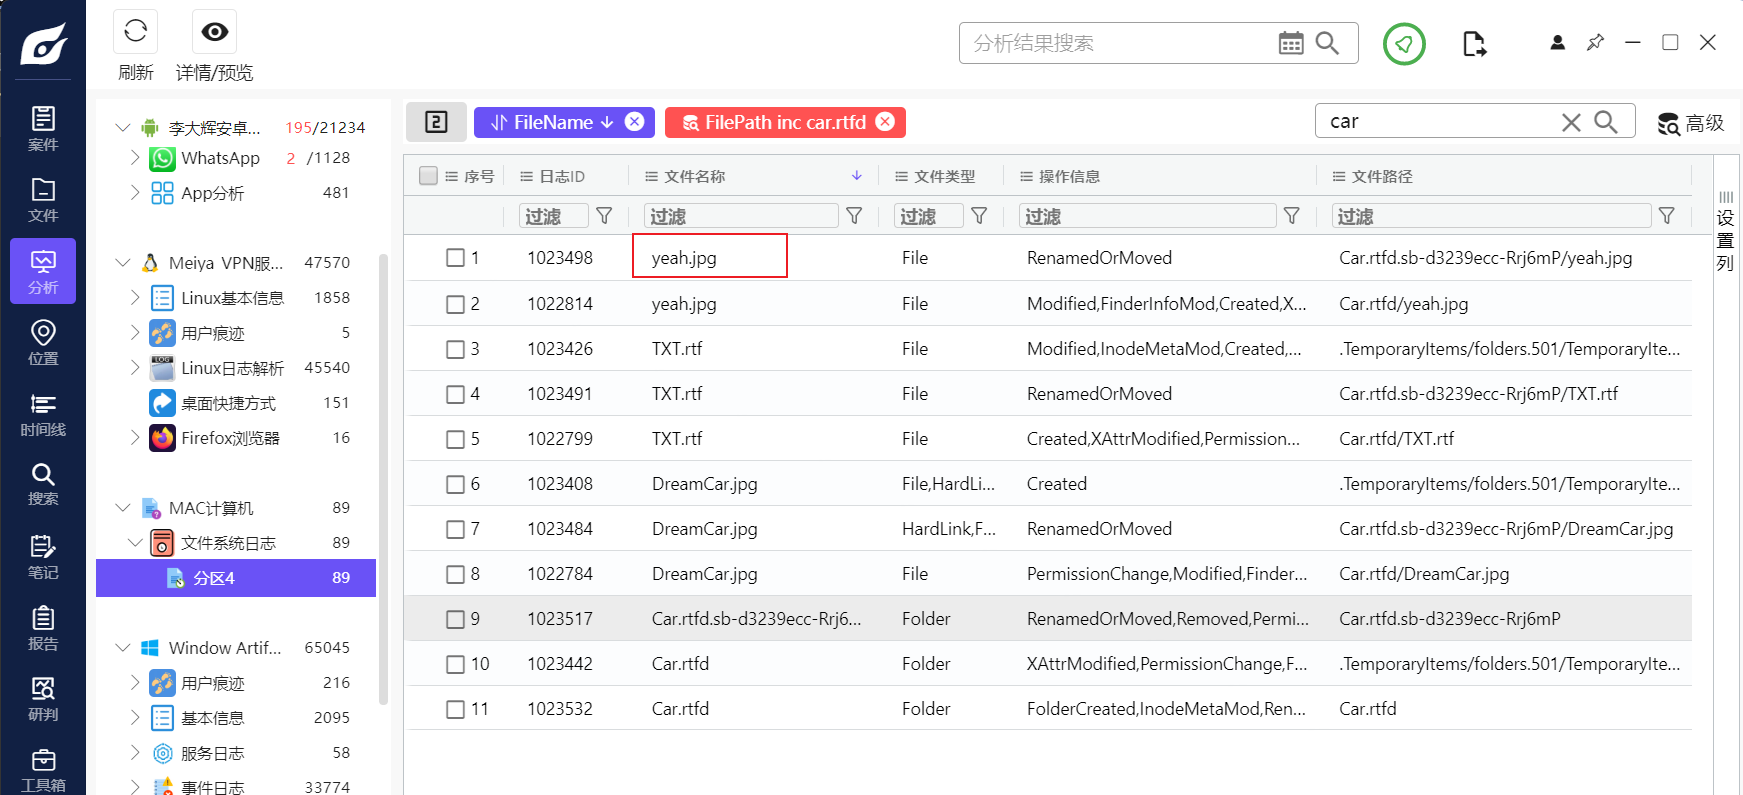 刷新
详情/预览
分析结果搜索
案件
文件
分析
位置
时间线
搜索
笔记
报告
研判
工具箱
李大辉安卓... 195/21234
WhatsApp 2 /1128
App分析 481
Meiya VPN服... 47570
Linux基本信息 1858
用户痕迹 5
Linux日志解析 45540
桌面快捷方式 151
Firefox浏览器 16
MAC计算机 89
文件系统日志 89
分区4 89
Window Artif... 65045
用户痕迹 216
基本信息 2095
服务日志 58
事件日志 33774
2 FileName FilePath inc car.rtfd car 高级
序号 日志ID 文件名称 文件类型 操作信息 文件路径
过滤 过滤 过滤 过滤 过滤
1 1023498 yeah.jpg File RenamedOrMoved Car.rtfd.sb-d3239ecc-Rrj6mP/yeah.jpg
2 1022814 yeah.jpg File Modified,FinderInfoMod,Created,X... Car.rtfd/yeah.jpg
3 1023426 TXT.rtf File Modified,InodeMetaMod,Created,... .TemporaryItems/folders.501/TemporaryIte...
4 1023491 TXT.rtf File RenamedOrMoved Car.rtfd.sb-d3239ecc-Rrj6mP/TXT.rtf
5 1022799 TXT.rtf File Created,XAttrModified,Permission... Car.rtfd/TXT.rtf
6 1023408 DreamCar.jpg File,HardLi... Created .TemporaryItems/folders.501/TemporaryIte...
7 1023484 DreamCar.jpg HardLink,F... RenamedOrMoved Car.rtfd.sb-d3239ecc-Rrj6mP/DreamCar.jpg
8 1022784 DreamCar.jpg File PermissionChange,Modified,Finder... Car.rtfd/DreamCar.jpg
9 1023517 Car.rtfd.sb-d3239ecc-Rrj6... Folder RenamedOrMoved,Removed,Permi... Car.rtfd.sb-d3239ecc-Rrj6mP
10 1023442 Car.rtfd Folder XAttrModified,PermissionChange,F... .TemporaryItems/folders.501/TemporaryIte...
11 1023532 Car.rtfd Folder FolderCreated,InodeMetaMod,Ren... Car.rtfd
设置列